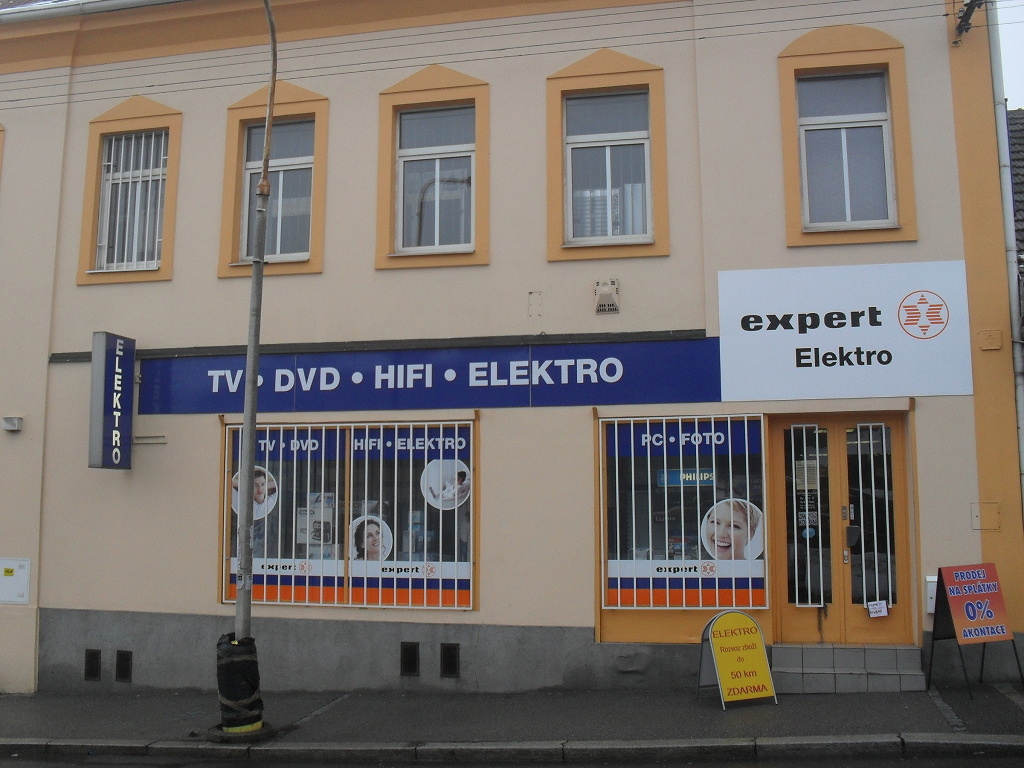 expert
Elektro
TV • DVD • HIFI • ELEKTRO
ELEKTRO
TV • DVD
HIFI • ELEKTRO
PC • FOTO
PHILIPS
expert
expert
expert
ELEKTRO
Rozvoz zboží
do
50 km
ZDARMA
PRODEJ
NA SPLÁTKY
0%
AKONTACE